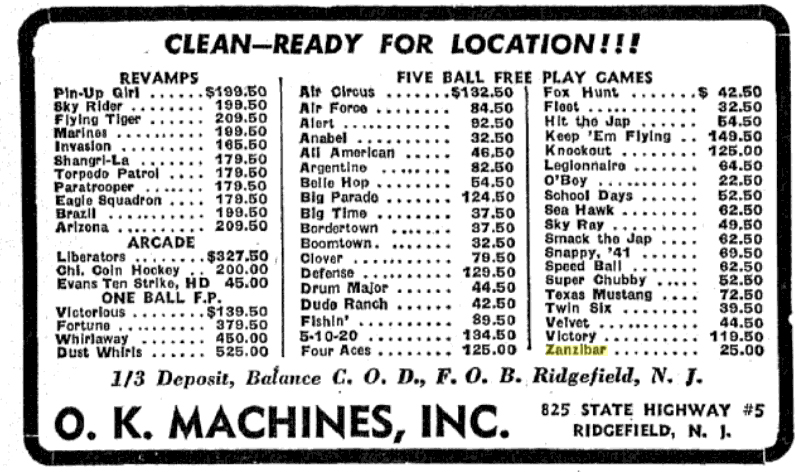 CLEAN—READY FOR LOCATION!!!
REVAMPS
Pin-Up Girl ......$199.50
Sky Rider ........ 199.50
Flying Tiger ...... 209.50
Marines .......... 199.50
Invasion ......... 165.50
Shangri-La ....... 179.50
Torpedo Patrol .... 179.50
Paratrooper ...... 179.50
Eagle Squadron .... 179.50
Brazil ........... 199.50
Arizona .......... 209.50
ARCADE
Liberators ........$327.50
Chi. Coin Hockey .. 200.00
Evans Ten Strike, HD 45.00
ONE BALL F.P.
Victorious ........$139.50
Fortune .......... 379.50
Whirlaway ........ 450.00
Dust Whirls ...... 525.00
FIVE BALL FREE PLAY GAMES
Air Circus .......$132.50
Air Force ........ 84.50
Alert ............ 92.50
Anabel ........... 32.50
All American ..... 46.50
Argentine ........ 82.50
Belle Hop ........ 54.50
Big Parade ....... 124.50
Big Time ......... 37.50
Bordertown ....... 37.50
Boomtown. ........ 32.50
Clover ........... 79.50
Defense .......... 129.50
Drum Major ....... 44.50
Dude Ranch ....... 42.50
Fishin' .......... 89.50
5-10-20 .......... 134.50
Four Aces ........ 125.00
Fox Hunt .......$ 42.50
Fleet ............ 32.50
Hit the Jap ...... 54.50
Keep 'Em Flying .. 149.50
Knockout ......... 125.00
Legionnaire ...... 64.50
O'Boy ............ 22.50
School Days ...... 52.50
Sea Hawk ......... 62.50
Sky Ray .......... 49.50
Smack the Jap .... 62.50
Snappy, '41 ...... 69.50
Speed Ball ....... 62.50
Super Chubby ..... 52.50
Texas Mustang .... 72.50
Twin Six ......... 39.50
Velvet ........... 44.50
Victory .......... 119.50
Zanzibar ......... 25.00
1/3 Deposit, Balance C. O. D., F. O. B. Ridgefield, N. J.
O. K. MACHINES, INC.
825 STATE HIGHWAY #5
RIDGEFIELD, N. J.